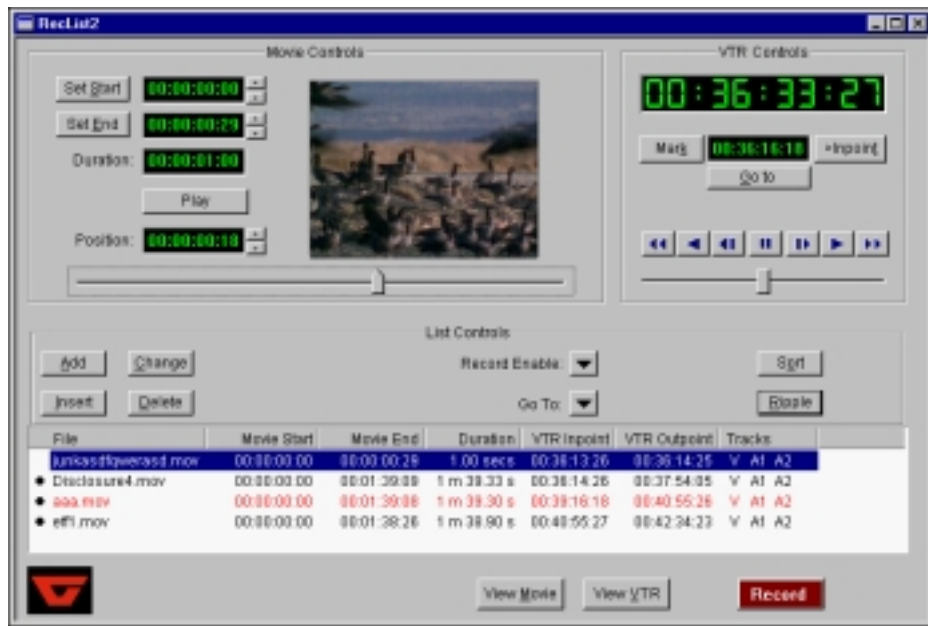 RecList2
Movie Controls
VTR Controls
Set Start 00:00:00:00
00:36:33:27
Set End 00:00:00:29
Mark 00:36:16:18 >Inpoint
Duration: 00:00:01:00
Go to
Play
Position: 00:00:00:18
List Controls
Add Change Record Enable: Sort
Insert Delete Go To: Ripple
File Movie Start Movie End Duration VTR Inpoint VTR Outpoint Tracks
junkasdfqwerasd.mov 00:00:00:00 00:00:00:29 1.00 secs 00:36:13:26 00:36:14:25 V A1 A2
Disclosure4.mov 00:00:00:00 00:01:39:09 1 m 39.33 s 00:36:14:26 00:37:54:05 V A1 A2
aaa.mov 00:00:00:00 00:01:39:08 1 m 39.30 s 00:39:16:18 00:40:55:26 V A1 A2
eff1.mov 00:00:00:00 00:01:38:26 1 m 38.90 s 00:40:55:27 00:42:34:23 V A1 A2
View Movie View VTR Record